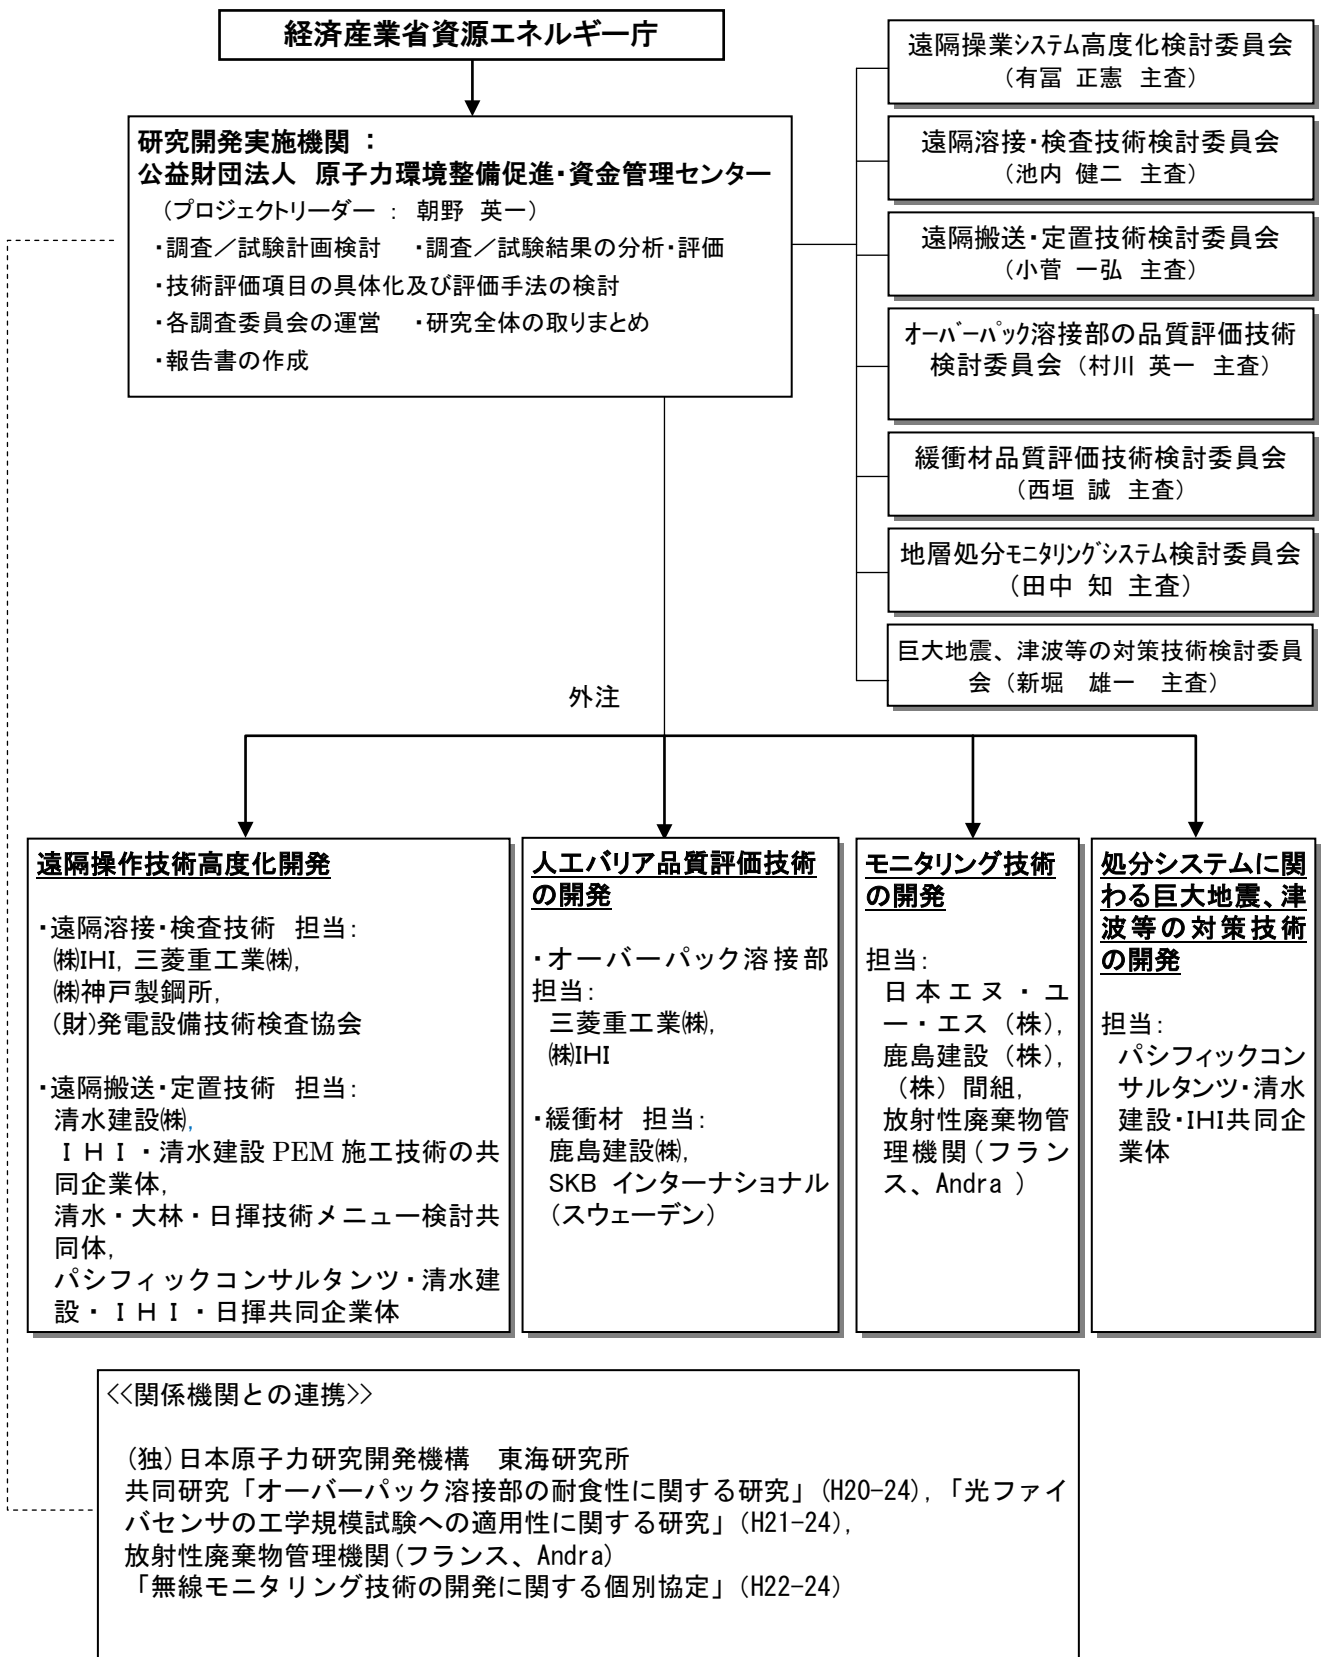 経済産業省資源エネルギー庁
研究開発実施機関 ：
公益財団法人 原子力環境整備促進・資金管理センター
（プロジェクトリーダー ： 朝野 英一）
・調査／試験計画検討 ・調査／試験結果の分析・評価
・技術評価項目の具体化及び評価手法の検討
・各調査委員会の運営 ・研究全体の取りまとめ
・報告書の作成
遠隔操業システム高度化検討委員会
（有冨 正憲 主査）
遠隔溶接・検査技術検討委員会
（池内 健二 主査）
遠隔搬送・定置技術検討委員会
（小菅 一弘 主査）
オーバーパック溶接部の品質評価技術
検討委員会（村川 英一 主査）
緩衝材品質評価技術検討委員会
（西垣 誠 主査）
地層処分モニタリングシステム検討委員会
（田中 知 主査）
巨大地震、津波等の対策技術検討委員
会（新堀 雄一 主査）
外注
遠隔操作技術高度化開発
・遠隔溶接・検査技術 担当：
㈱IHI, 三菱重工業㈱,
㈱神戸製鋼所,
(財)発電設備技術検査協会
・遠隔搬送・定置技術 担当：
清水建設㈱,
ＩＨＩ・清水建設 PEM 施工技術の共
同企業体,
清水・大林・日揮技術メニュー検討共
同体,
パシフィックコンサルタンツ・清水建
設・ＩＨＩ・日揮共同企業体
人工バリア品質評価技術
の開発
・オーバーパック溶接部
担当：
三菱重工業㈱,
㈱IHI
・緩衝材 担当：
鹿島建設㈱,
SKB インターナショナル
（スウェーデン）
モニタリング技術
の開発
担当：
日本エヌ・ユ
ー・エス（株）,
鹿島建設（株）,
（株）間組,
放射性廃棄物管
理機関（フラン
ス、Andra ）
処分システムに関
わる巨大地震、津
波等の対策技術
の開発
担当：
パシフィックコン
サルタンツ・清水
建設・IHI共同企
業体
<<関係機関との連携>>
（独）日本原子力研究開発機構 東海研究所
共同研究「オーバーパック溶接部の耐食性に関する研究」（H20-24）, 「光ファイ
バセンサの工学規模試験への適用性に関する研究」（H21-24）,
放射性廃棄物管理機関（フランス、Andra）
「無線モニタリング技術の開発に関する個別協定」（H22-24）